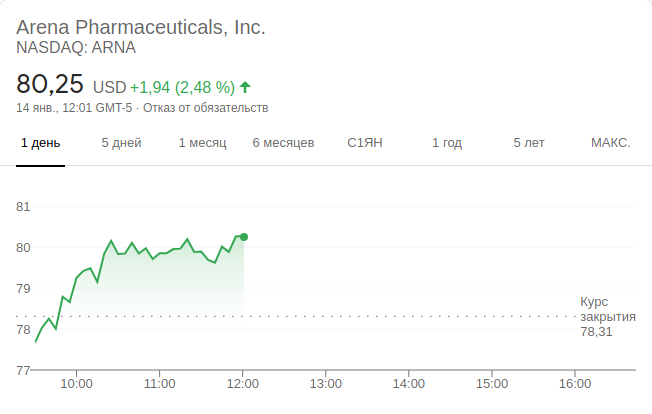 Arena Pharmaceuticals, Inc.
NASDAQ: ARNA
80,25 USD +1,94 (2,48 %)
14 янв., 12:01 GMT-5 · Отказ от обязательств
1 день 5 дней 1 месяц 6 месяцев С1ЯН 1 год 5 лет МАКС.
81
80
79
Курс
закрытия
78,31
78
77
10:00 11:00 12:00 13:00 14:00 15:00 16:00